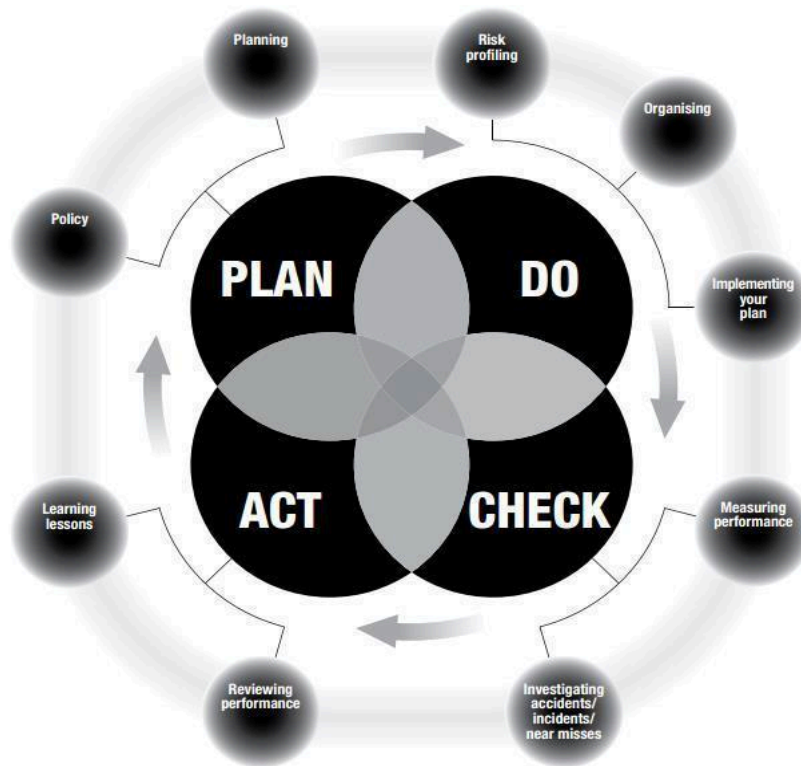 Planning
Risk
profiling
Organising
Policy
PLAN
DO
Implementing
your
plan
Learning
lessons
ACT
CHECK
Measuring
performance
Reviewing
performance
Investigating
accidents/
incidents/
near misses